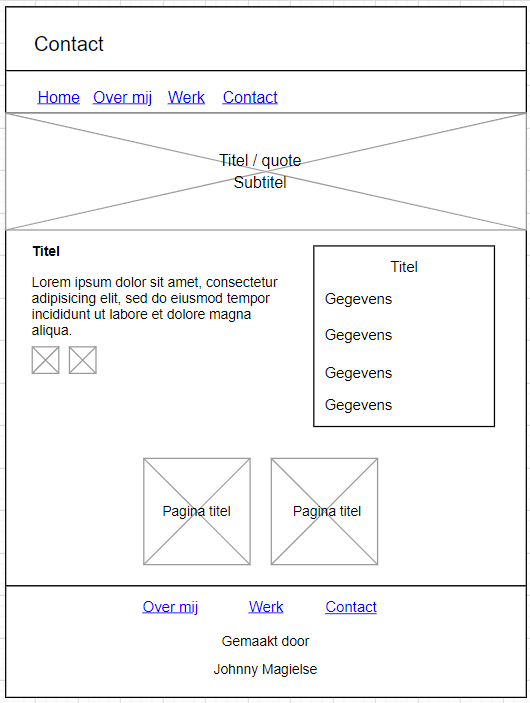 Contact
Home Over mij Werk Contact
Titel / quote
Subtitel
Titel
Lorem ipsum dolor sit amet, consectetur
adipisicing elit, sed do eiusmod tempor
incididunt ut labore et dolore magna
aliqua.
Titel
Gegevens
Gegevens
Gegevens
Gegevens
Pagina titel Pagina titel
Over mij Werk Contact
Gemaakt door
Johnny Magielse